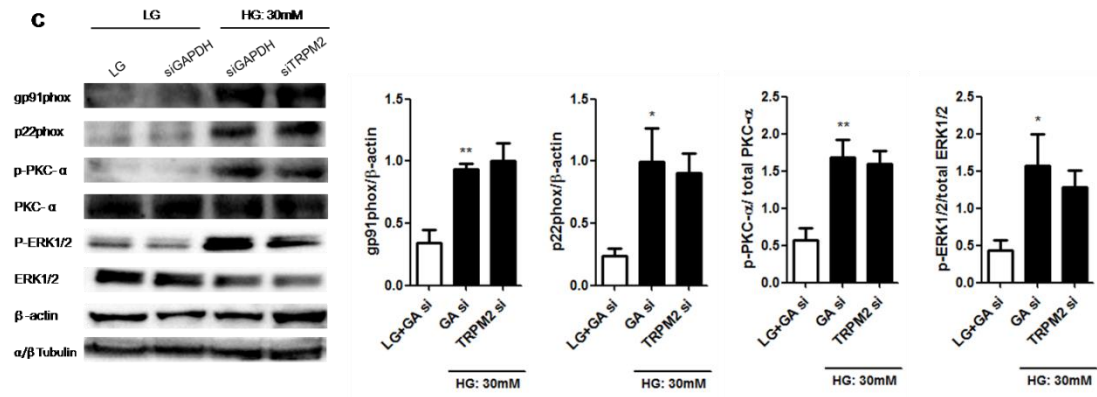 C
LG
HG: 30mM
LG
siGAPDH
siGAPDH
siTRPM2
gp91phox
p22phox
p-PKC- α
PKC- α
P-ERK1/2
ERK1/2
β -actin
α/β Tubulin
gp91phox/β-actin
1.5
1.0
0.5
0.0
**
LG+GA si
GA si
TRPM2 si
HG: 30mM
p22phox/β-actin
1.5
1.0
0.5
0.0
*
LG+GA si
GA si
TRPM2 si
HG: 30mM
p-PKC-α/ total PKC-α
2.5
2.0
1.5
1.0
0.5
0.0
**
LG+GA si
GA si
TRPM2 si
HG: 30mM
p-ERK1/2/total ERK1/2
2.5
2.0
1.5
1.0
0.5
0.0
*
LG+GA si
GA si
TRPM2 si
HG: 30mM